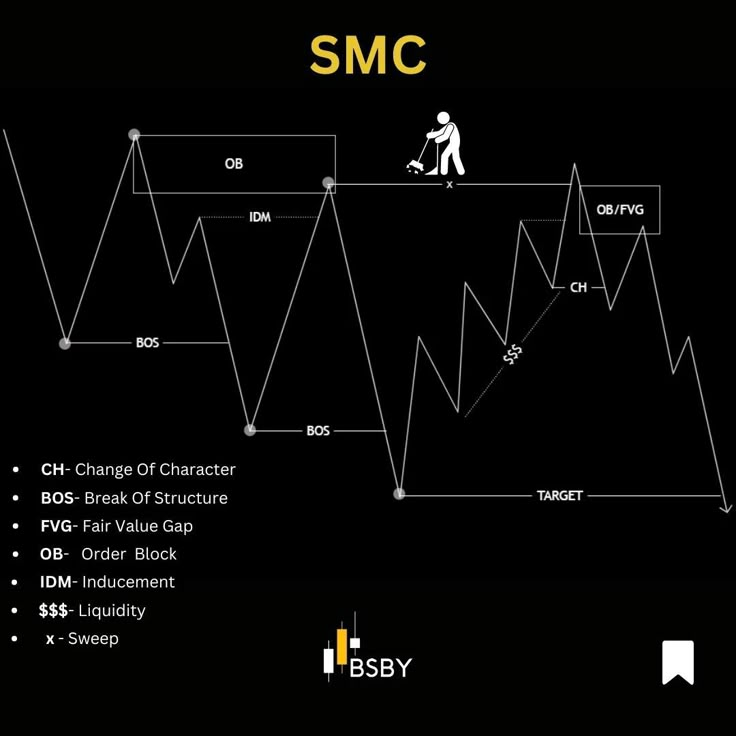 SMC
OB
x
IDM
OB/FVG
CH
BOS
$$$
BOS
TARGET
• CH- Change Of Character
• BOS- Break Of Structure
• FVG- Fair Value Gap
• OB- Order Block
• IDM- Inducement
• $$$- Liquidity
• x - Sweep
BSBY